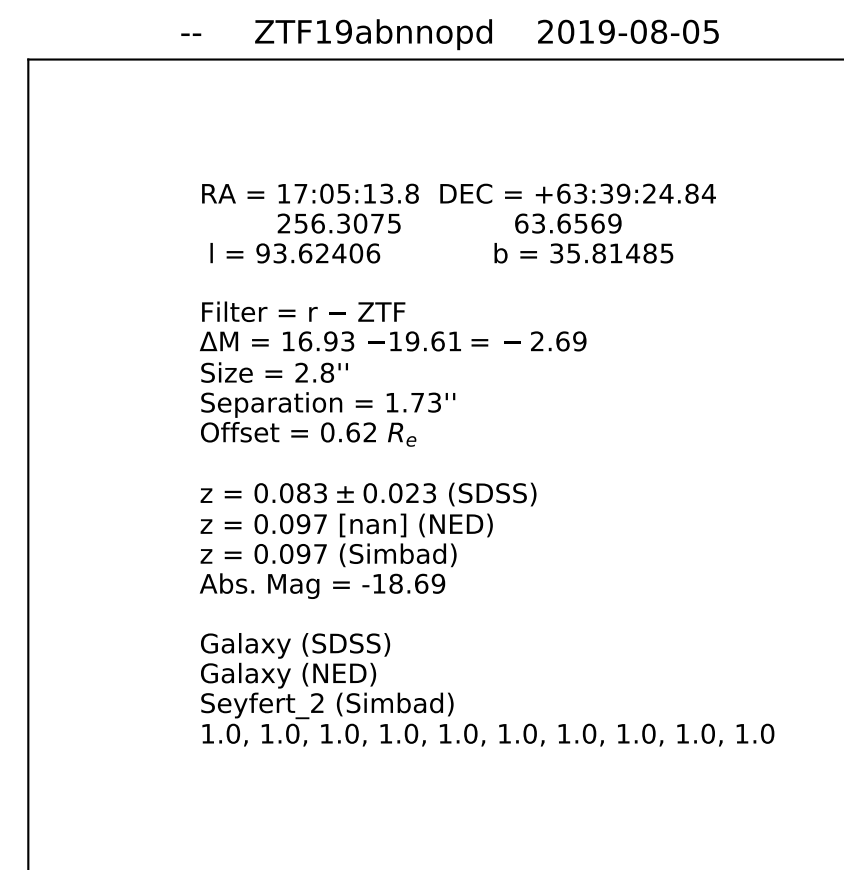 -- ZTF19abnnopd 2019-08-05
RA = 17:05:13.8 DEC = +63:39:24.84
256.3075 63.6569
l = 93.62406 b = 35.81485
Filter = r − ZTF
ΔM = 16.93 −19.61 = − 2.69
Size = 2.8''
Separation = 1.73''
Offset = 0.62 Re
z = 0.083 ± 0.023 (SDSS)
z = 0.097 [nan] (NED)
z = 0.097 (Simbad)
Abs. Mag = -18.69
Galaxy (SDSS)
Galaxy (NED)
Seyfert_2 (Simbad)
1.0, 1.0, 1.0, 1.0, 1.0, 1.0, 1.0, 1.0, 1.0, 1.0